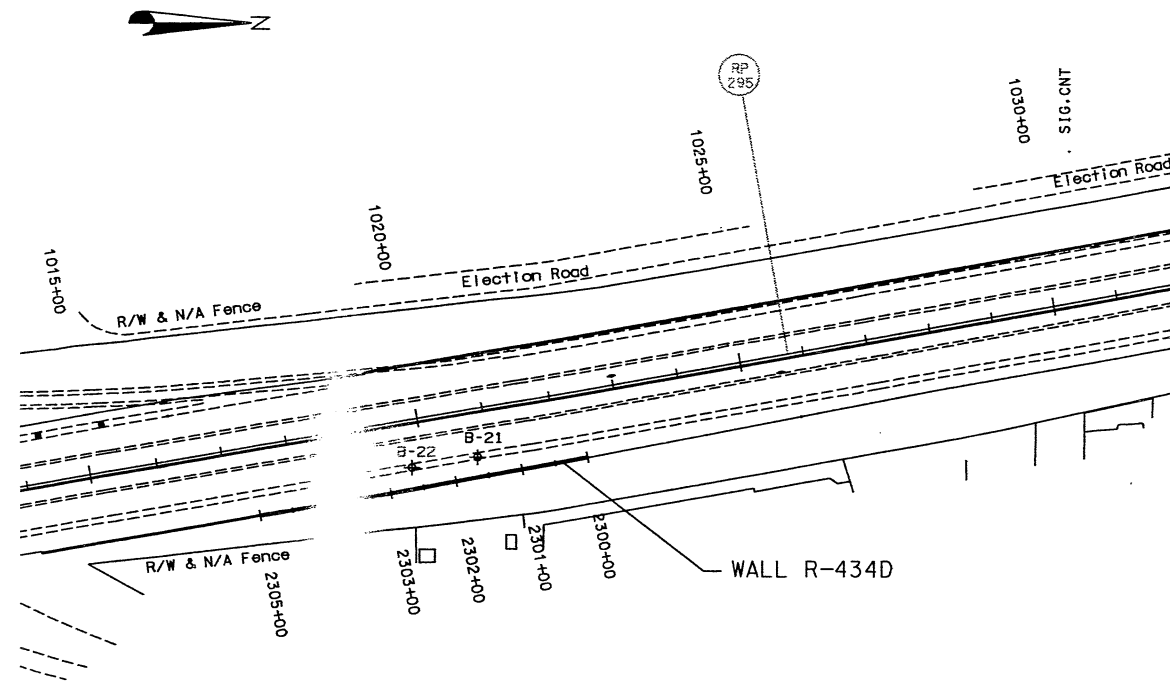 N
RP
295
1030+00
SIG.CNT
1025+00
Election Road
1020+00
1015+00
Election Road
R/W & N/A Fence
B-21
B-22
R/W & N/A Fence
2305+00
2303+00
2302+00
2301+00
2300+00
WALL R-434D